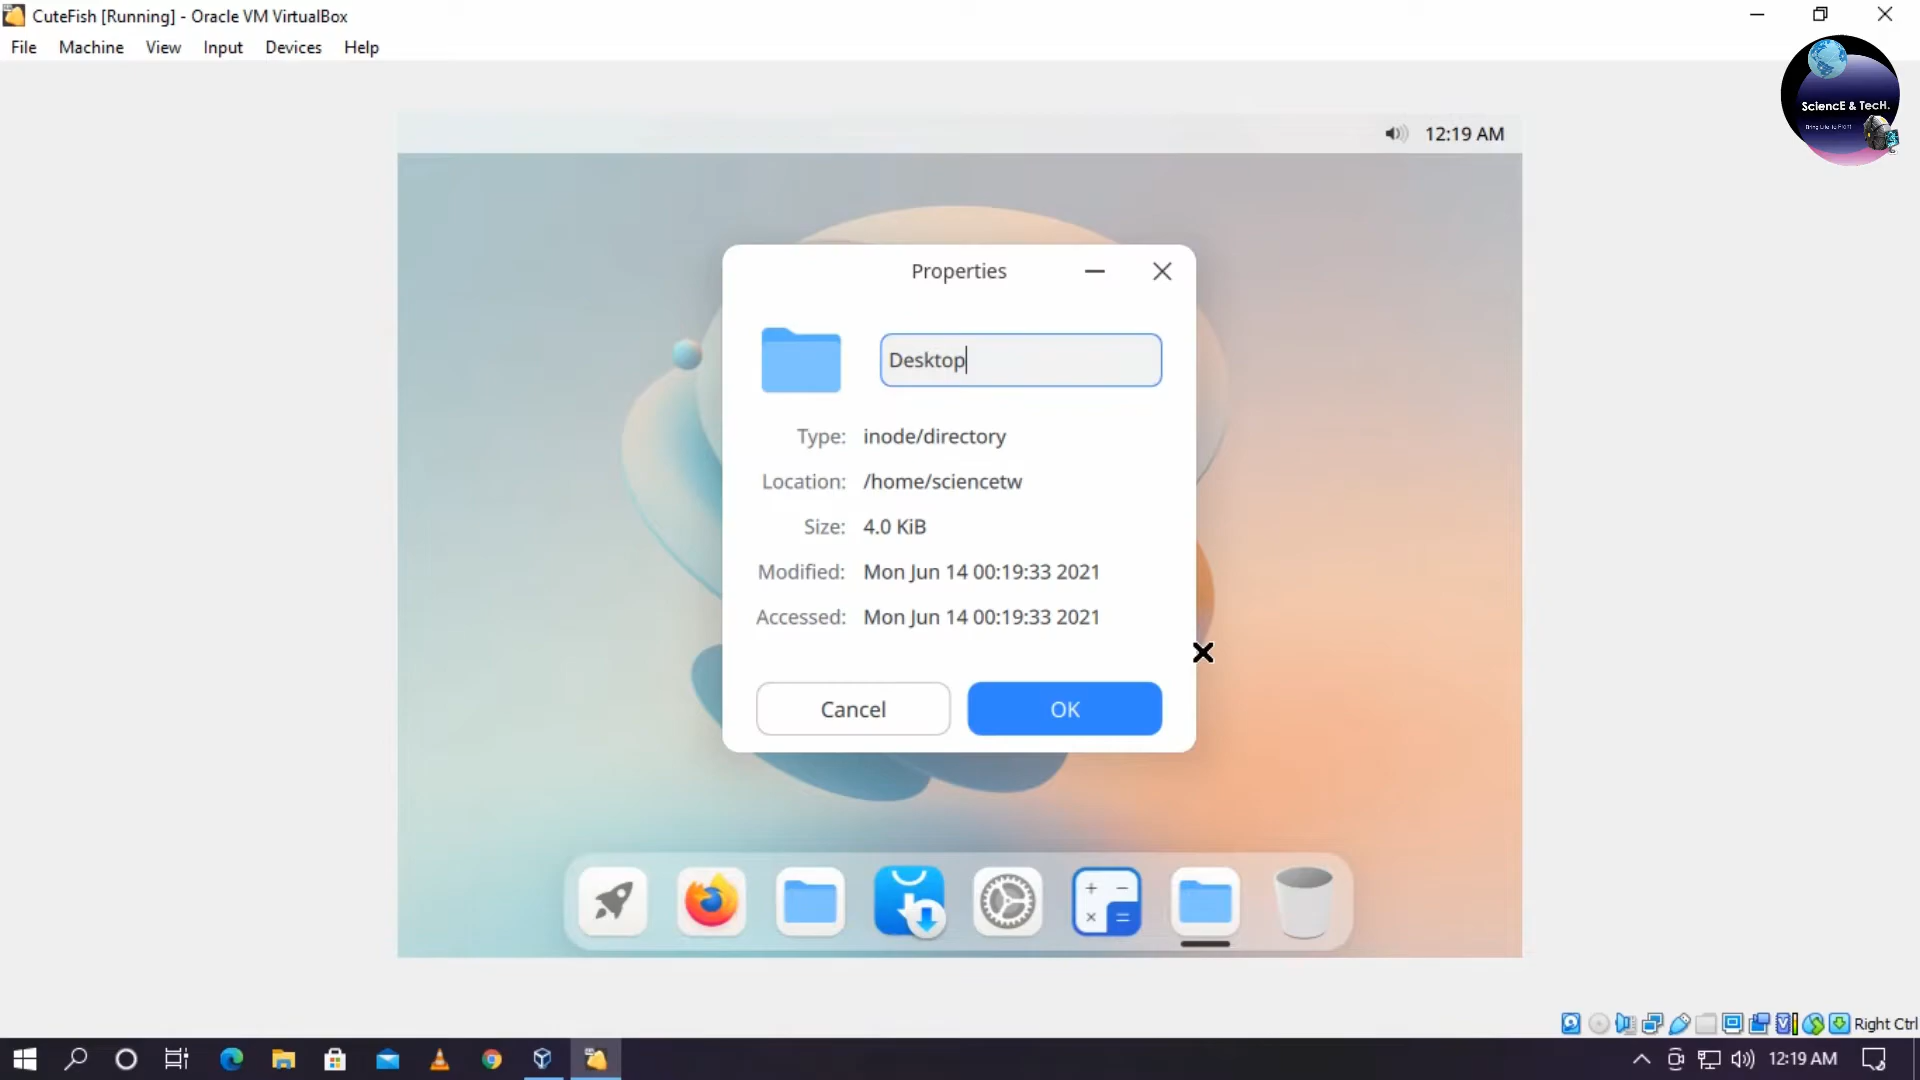 CuteFish [Running] - Oracle VM VirtualBox
File Machine View Input Devices Help
SciencE & TecH.
12:19 AM
Properties
Desktop
Type: inode/directory
Location: /home/sciencetw
Size: 4.0 KiB
Modified: Mon Jun 14 00:19:33 2021
Accessed: Mon Jun 14 00:19:33 2021
Cancel OK
Right Ctrl
12:19 AM